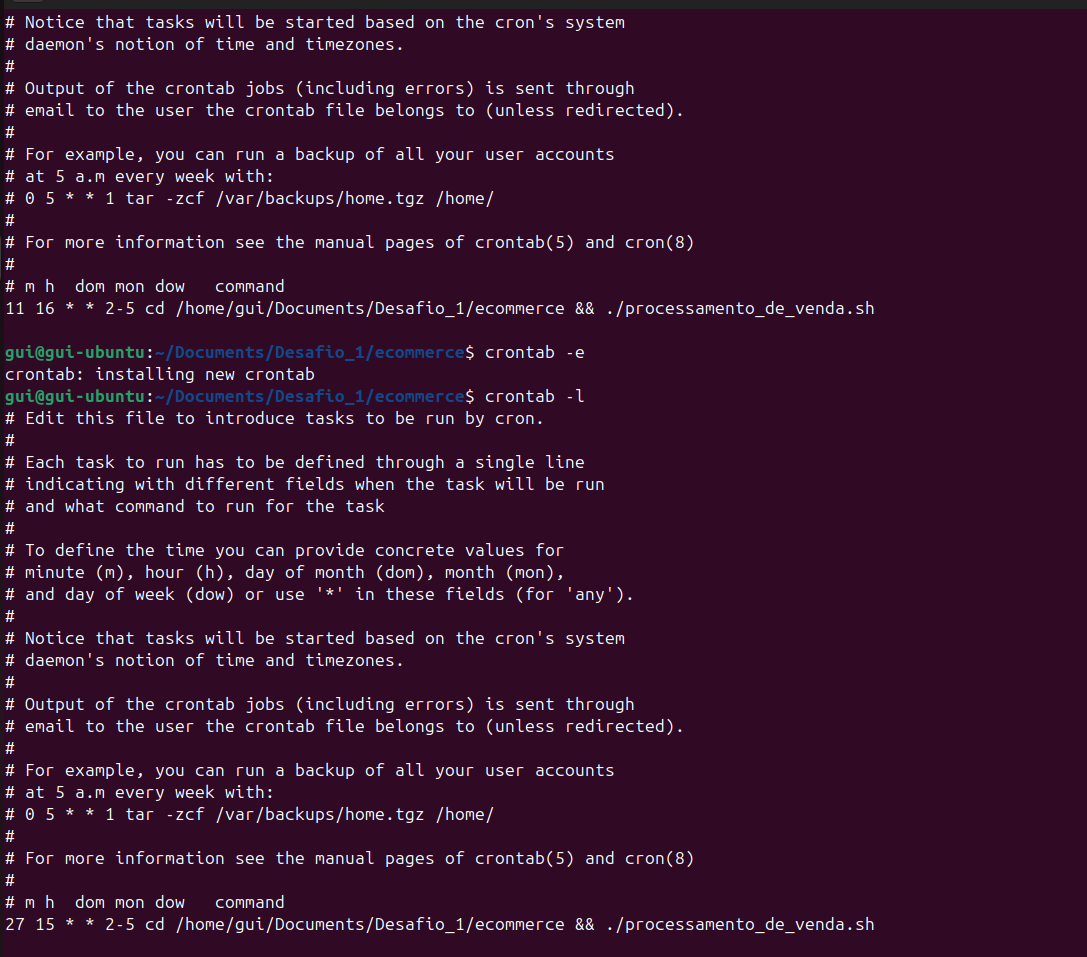 # Notice that tasks will be started based on the cron's system
# daemon's notion of time and timezones.
#
# Output of the crontab jobs (including errors) is sent through
# email to the user the crontab file belongs to (unless redirected).
#
# For example, you can run a backup of all your user accounts
# at 5 a.m every week with:
# 0 5 * * 1 tar -zcf /var/backups/home.tgz /home/
#
# For more information see the manual pages of crontab(5) and cron(8)
#
# m h  dom mon dow   command
11 16 * * 2-5 cd /home/gui/Documents/Desafio_1/ecommerce && ./processamento_de_venda.sh

gui@gui-ubuntu:~/Documents/Desafio_1/ecommerce$ crontab -e
crontab: installing new crontab
gui@gui-ubuntu:~/Documents/Desafio_1/ecommerce$ crontab -l
# Edit this file to introduce tasks to be run by cron.
#
# Each task to run has to be defined through a single line
# indicating with different fields when the task will be run
# and what command to run for the task
#
# To define the time you can provide concrete values for
# minute (m), hour (h), day of month (dom), month (mon),
# and day of week (dow) or use '*' in these fields (for 'any').
#
# Notice that tasks will be started based on the cron's system
# daemon's notion of time and timezones.
#
# Output of the crontab jobs (including errors) is sent through
# email to the user the crontab file belongs to (unless redirected).
#
# For example, you can run a backup of all your user accounts
# at 5 a.m every week with:
# 0 5 * * 1 tar -zcf /var/backups/home.tgz /home/
#
# For more information see the manual pages of crontab(5) and cron(8)
#
# m h  dom mon dow   command
27 15 * * 2-5 cd /home/gui/Documents/Desafio_1/ecommerce && ./processamento_de_venda.sh